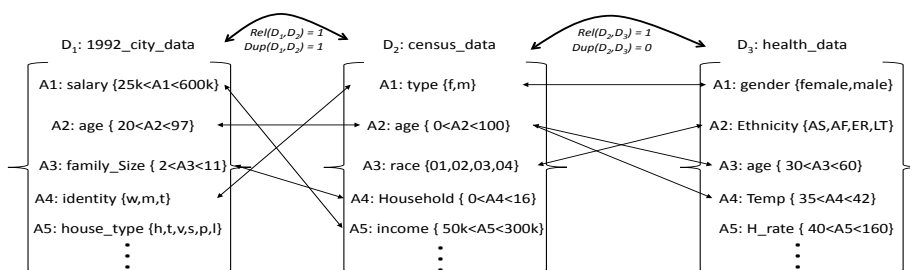 Rel(D1,D2) = 1
Dup(D1,D2) = 1
Rel(D2,D3) = 1
Dup(D2,D3) = 0
D1: 1992_city_data
D2: census_data
D3: health_data
A1: salary {25k<A1<600k}
A1: type {f,m}
A1: gender {female,male}
A2: age { 20<A2<97}
A2: age { 0<A2<100}
A2: Ethnicity {AS,AF,ER,LT}
A3: family_Size { 2<A3<11}
A3: race {01,02,03,04}
A3: age { 30<A3<60}
A4: identity {w,m,t}
A4: Household { 0<A4<16}
A4: Temp { 35<A4<42}
A5: house_type {h,t,v,s,p,l}
A5: income { 50k<A5<300k}
A5: H_rate { 40<A5<160}